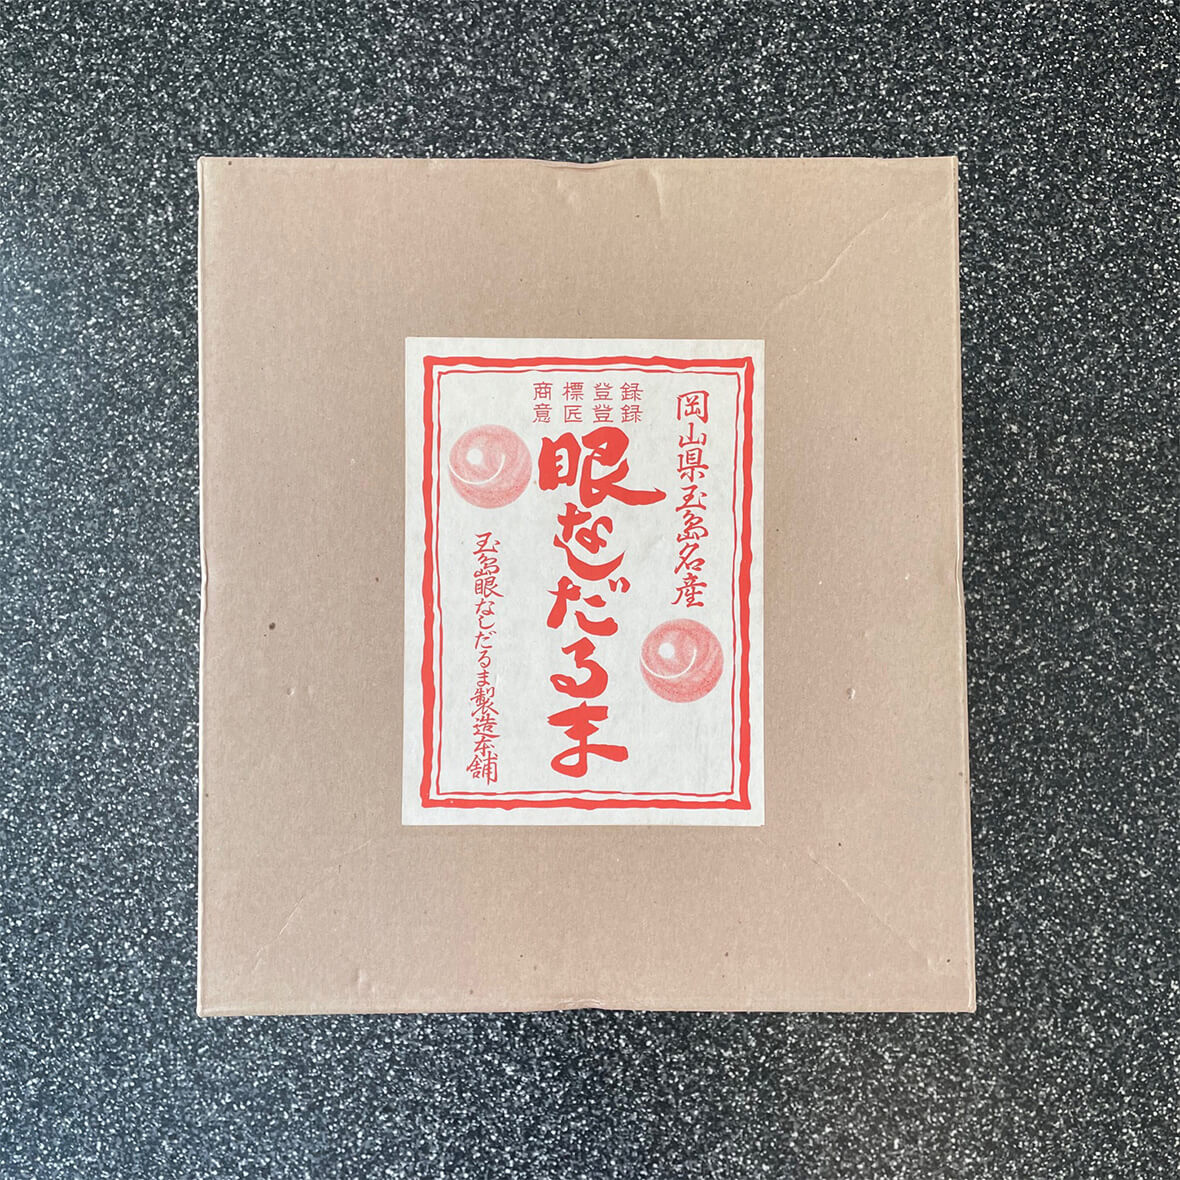 商標登録
意匠登録
岡山県玉島名産
眼なしだるま
玉島眼なしだるま製造本舗